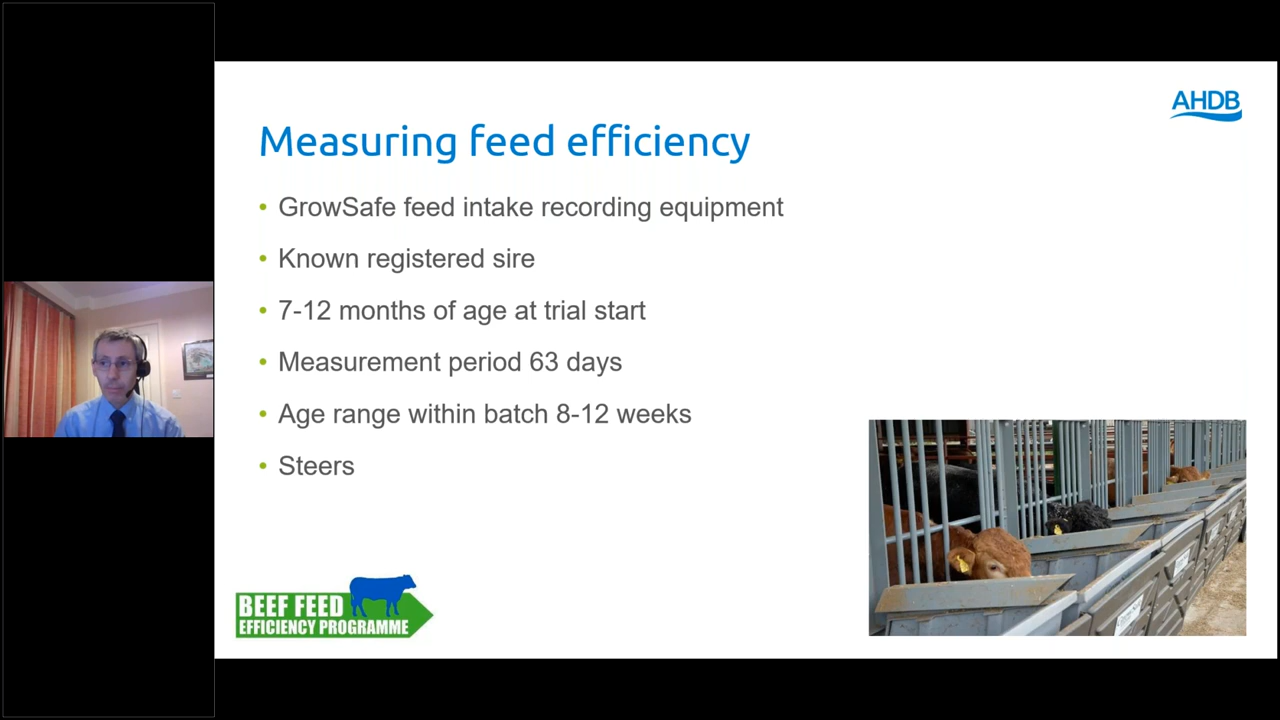 AHDB
Measuring feed efficiency
• GrowSafe feed intake recording equipment
• Known registered sire
• 7-12 months of age at trial start
• Measurement period 63 days
• Age range within batch 8-12 weeks
• Steers
BEEF FEED
EFFICIENCY PROGRAMME